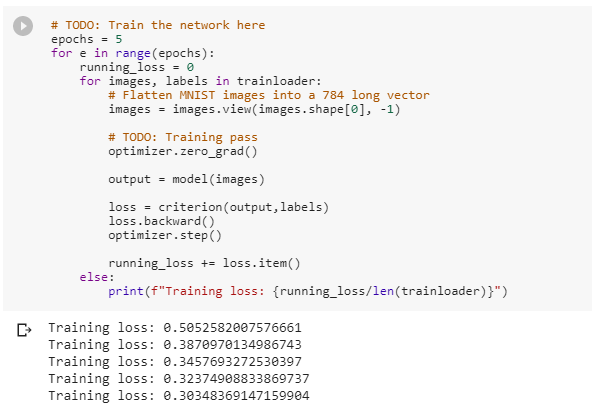 # TODO: Train the network here
epochs = 5
for e in range(epochs):
    running_loss = 0
    for images, labels in trainloader:
        # Flatten MNIST images into a 784 long vector
        images = images.view(images.shape[0], -1)

        # TODO: Training pass
        optimizer.zero_grad()

        output = model(images)

        loss = criterion(output,labels)
        loss.backward()
        optimizer.step()

        running_loss += loss.item()
    else:
        print(f"Training loss: {running_loss/len(trainloader)}")
Training loss: 0.5052582007576661
Training loss: 0.3870970134986743
Training loss: 0.3457693272530397
Training loss: 0.32374908833869737
Training loss: 0.30348369147159904